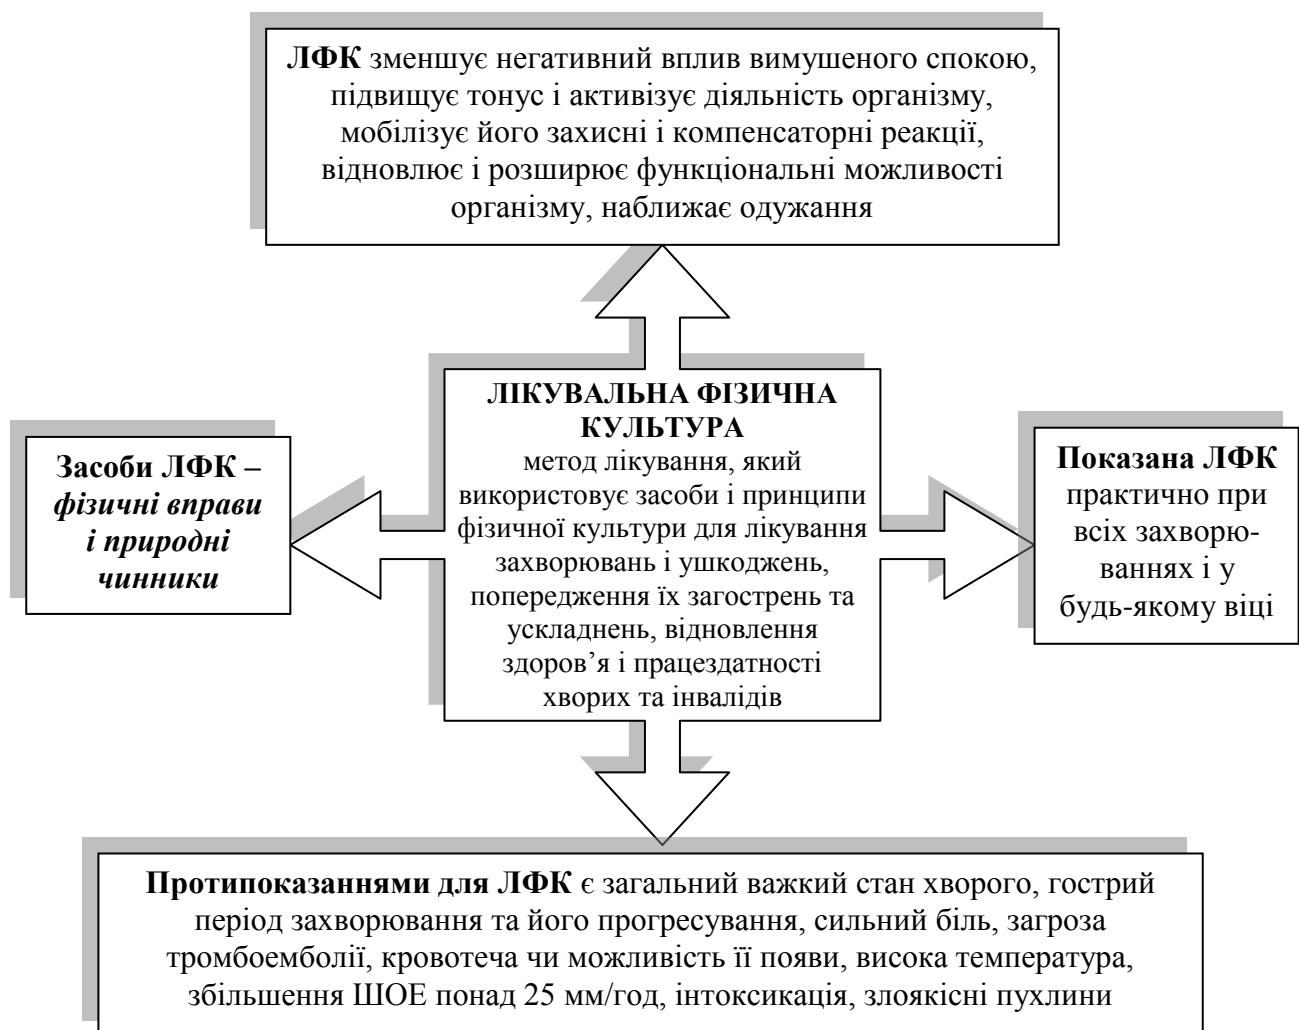 ЛФК зменшує негативний вплив вимушеного спокою,
підвищує тонус і активізує діяльність організму,
мобілізує його захисні і компенсаторні реакції,
відновлює і розширює функціональні можливості
організму, наближає одужання
ЛІКУВАЛЬНА ФІЗИЧНА
КУЛЬТУРА
метод лікування, який
використовує засоби і принципи
фізичної культури для лікування
захворювань і ушкоджень,
попередження їх загострень та
ускладнень, відновлення
здоров’я і працездатності
хворих та інвалідів
Засоби ЛФК –
фізичні вправи
і природні
чинники
Показана ЛФК
практично при
всіх захворю-
ваннях і у
будь-якому віці
Протипоказаннями для ЛФК є загальний важкий стан хворого, гострий
період захворювання та його прогресування, сильний біль, загроза
тромбоемболії, кровотеча чи можливість її появи, висока температура,
збільшення ШОЕ понад 25 мм/год, інтоксикація, злоякісні пухлини